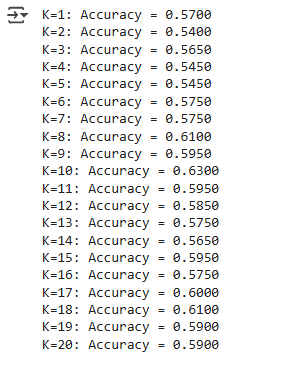 K=1: Accuracy = 0.5700
K=2: Accuracy = 0.5400
K=3: Accuracy = 0.5650
K=4: Accuracy = 0.5450
K=5: Accuracy = 0.5450
K=6: Accuracy = 0.5750
K=7: Accuracy = 0.5750
K=8: Accuracy = 0.6100
K=9: Accuracy = 0.5950
K=10: Accuracy = 0.6300
K=11: Accuracy = 0.5950
K=12: Accuracy = 0.5850
K=13: Accuracy = 0.5750
K=14: Accuracy = 0.5650
K=15: Accuracy = 0.5950
K=16: Accuracy = 0.5750
K=17: Accuracy = 0.6000
K=18: Accuracy = 0.6100
K=19: Accuracy = 0.5900
K=20: Accuracy = 0.5900